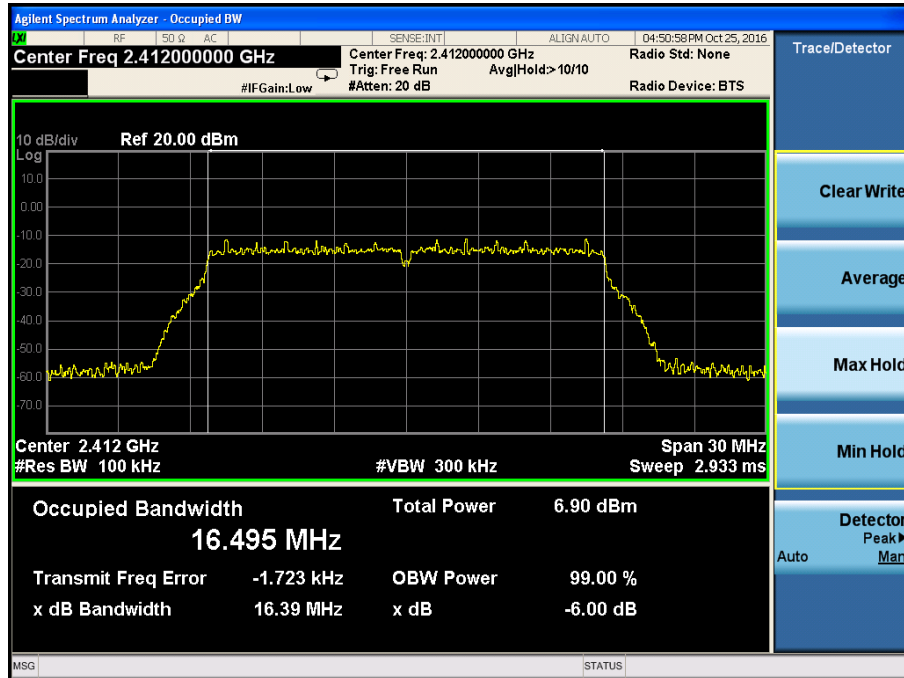 Agilent Spectrum Analyzer - Occupied BW
LXI RF 50 Ω AC SENSE:INT ALIGN AUTO 04:50:58 PM Oct 25, 2016
Center Freq 2.412000000 GHz
Center Freq: 2.412000000 GHz Radio Std: None
Trig: Free Run Avg|Hold:> 10/10
#IFGain:Low #Atten: 20 dB Radio Device: BTS
Trace/Detector
10 dB/div Ref 20.00 dBm
Log
10.0
0.00
-10.0
-20.0
-30.0
-40.0
-50.0
-60.0
-70.0
Center 2.412 GHz Span 30 MHz
#Res BW 100 kHz #VBW 300 kHz Sweep 2.933 ms
Occupied Bandwidth Total Power 6.90 dBm
16.495 MHz
Transmit Freq Error -1.723 kHz OBW Power 99.00 %
x dB Bandwidth 16.39 MHz x dB -6.00 dB
Clear Write
Average
Max Hold
Min Hold
Detector
Peak▶
Auto Man
MSG STATUS